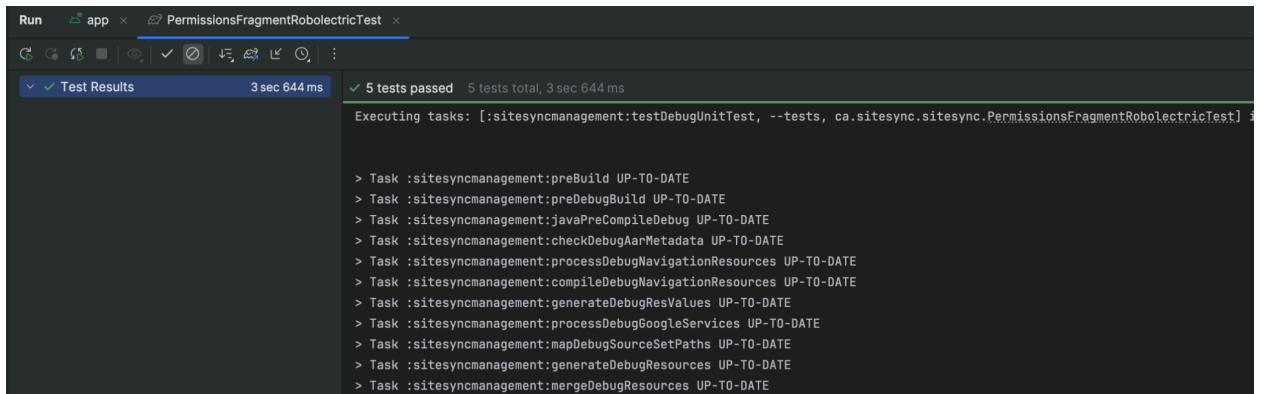 Run app PermissionsFragmentRobolectricTest
Test Results 3 sec 644 ms
5 tests passed 5 tests total, 3 sec 644 ms
Executing tasks: [:sitesyncmanagement:testDebugUnitTest, --tests, ca.sitesync.sitesync.PermissionsFragmentRobolectricTest] i
> Task :sitesyncmanagement:preBuild UP-TO-DATE
> Task :sitesyncmanagement:preDebugBuild UP-TO-DATE
> Task :sitesyncmanagement:javaPreCompileDebug UP-TO-DATE
> Task :sitesyncmanagement:checkDebugAarMetadata UP-TO-DATE
> Task :sitesyncmanagement:processDebugNavigationResources UP-TO-DATE
> Task :sitesyncmanagement:compileDebugNavigationResources UP-TO-DATE
> Task :sitesyncmanagement:generateDebugResValues UP-TO-DATE
> Task :sitesyncmanagement:processDebugGoogleServices UP-TO-DATE
> Task :sitesyncmanagement:mapDebugSourceSetPaths UP-TO-DATE
> Task :sitesyncmanagement:generateDebugResources UP-TO-DATE
> Task :sitesyncmanagement:mergeDebugResources UP-TO-DATE